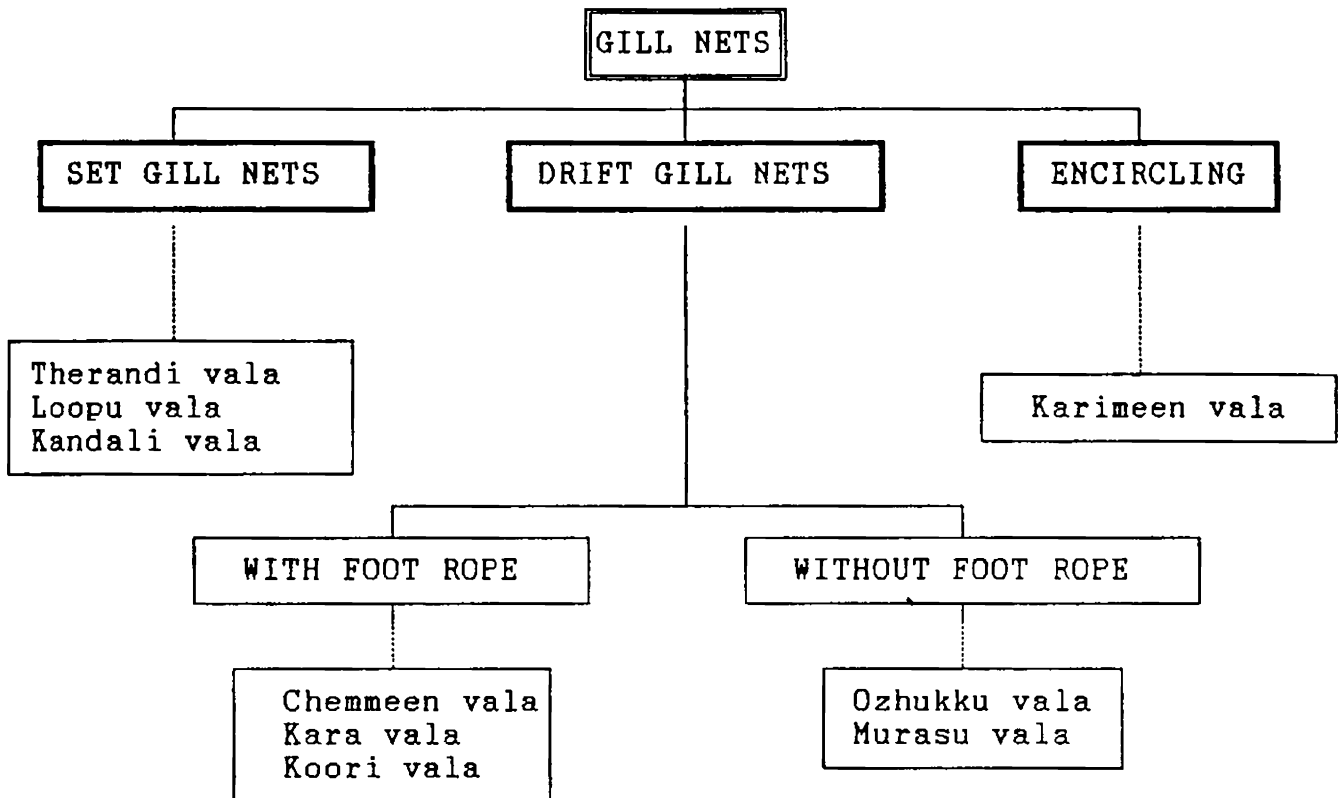 GILL NETS
SET GILL NETS
DRIFT GILL NETS
ENCIRCLING
Therandi vala
Loopu vala
Kandali vala
Karimeen vala
WITH FOOT ROPE
WITHOUT FOOT ROPE
Chemmeen vala
Kara vala
Koori vala
Ozhukku vala
Murasu vala